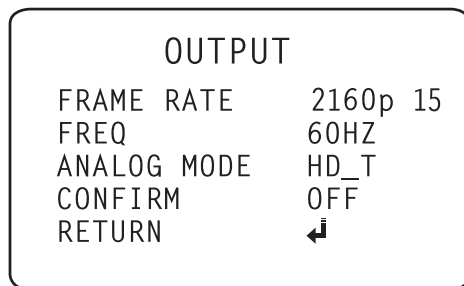 OUTPUT
FRAME RATE 2160p 15
FREQ 60HZ
ANALOG MODE HD_T
CONFIRM OFF
RETURN ↲